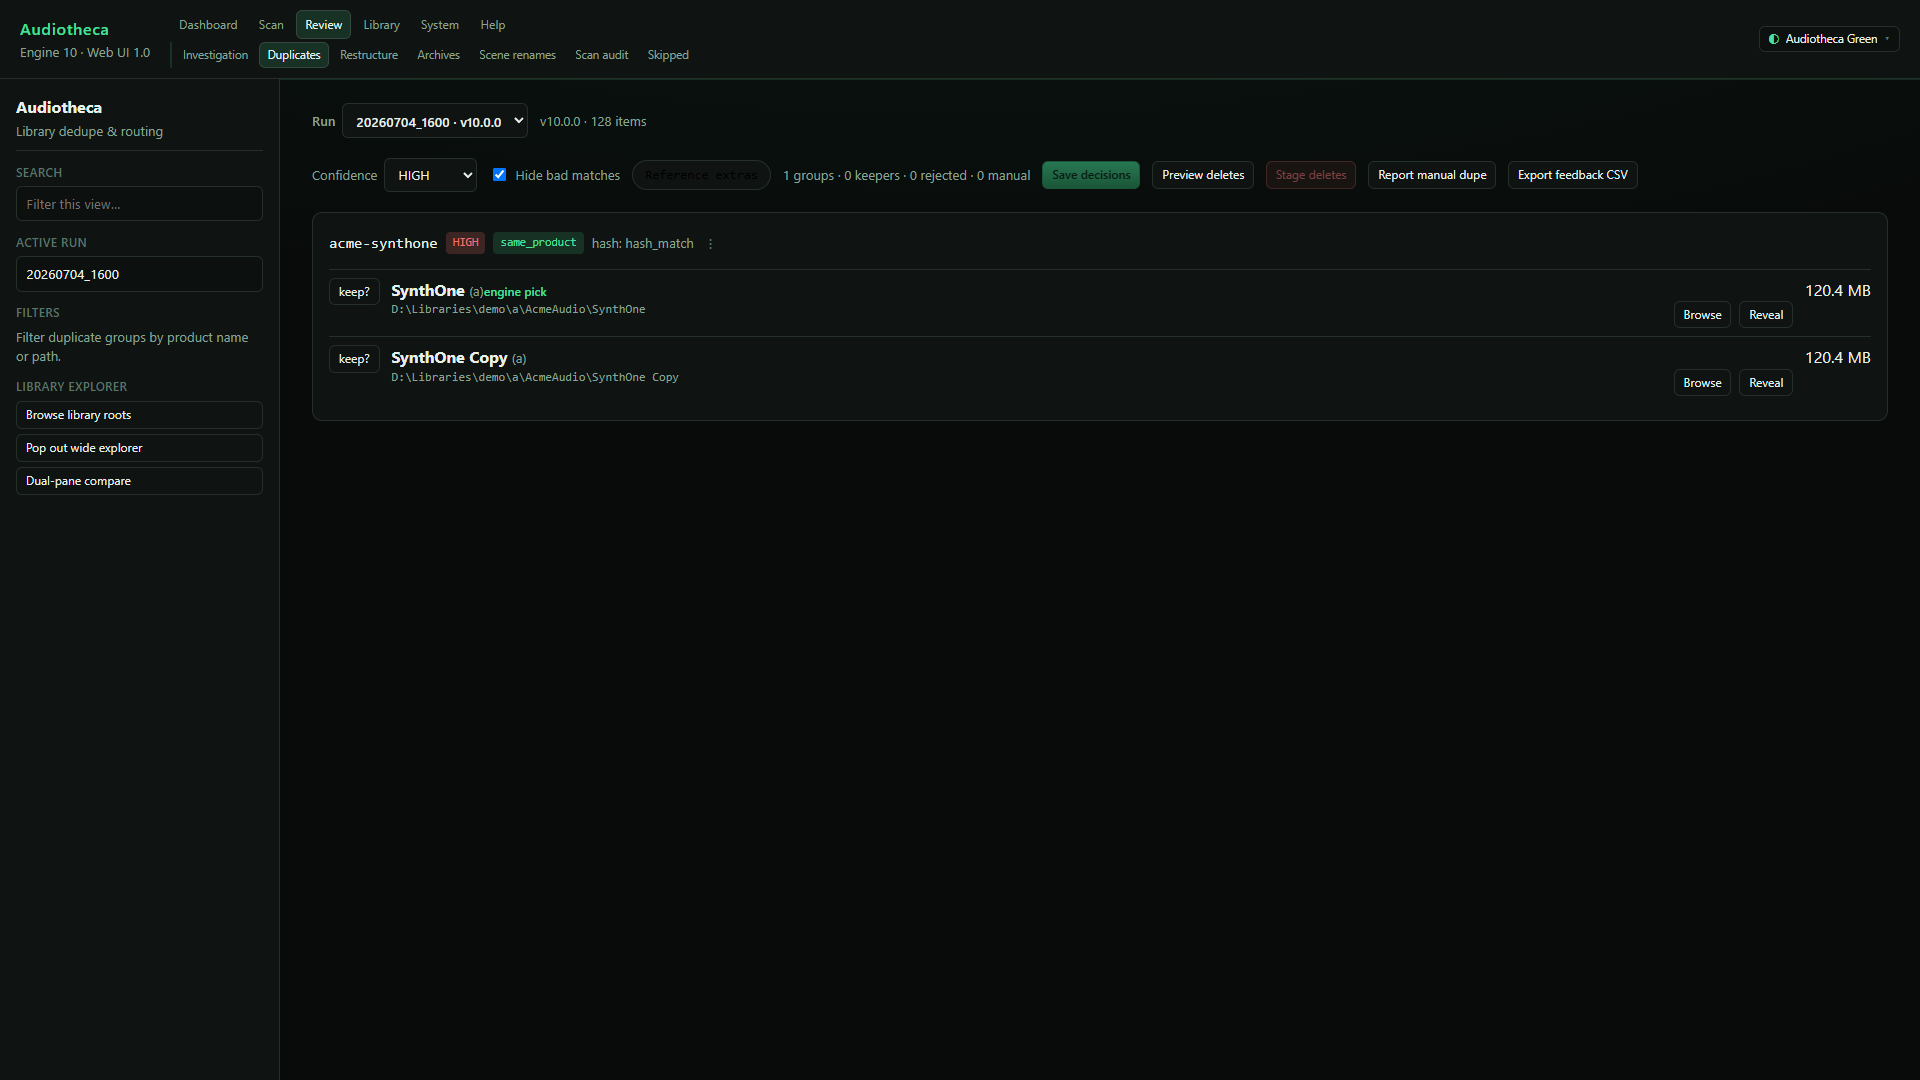 Audiotheca
Engine 10 · Web UI 1.0
Dashboard Scan Review Library System Help
Investigation Duplicates Restructure Archives Scene renames Scan audit Skipped
Audiotheca Green
Audiotheca
Library dedupe & routing
SEARCH
Filter this view...
ACTIVE RUN
20260704_1600
FILTERS
Filter duplicate groups by product name
or path.
LIBRARY EXPLORER
Browse library roots
Pop out wide explorer
Dual-pane compare
Run 20260704_1600 · v10.0.0 v10.0.0 · 128 items
Confidence HIGH Hide bad matches Reference extras 1 groups · 0 keepers · 0 rejected · 0 manual Save decisions Preview deletes Stage deletes Report manual dupe Export feedback CSV
acme-synthone HIGH same_product hash: hash_match ⋮
keep? SynthOne (a)engine pick 120.4 MB
D:\Libraries\demo\a\AcmeAudio\SynthOne
Browse Reveal
keep? SynthOne Copy (a) 120.4 MB
D:\Libraries\demo\a\AcmeAudio\SynthOne Copy
Browse Reveal